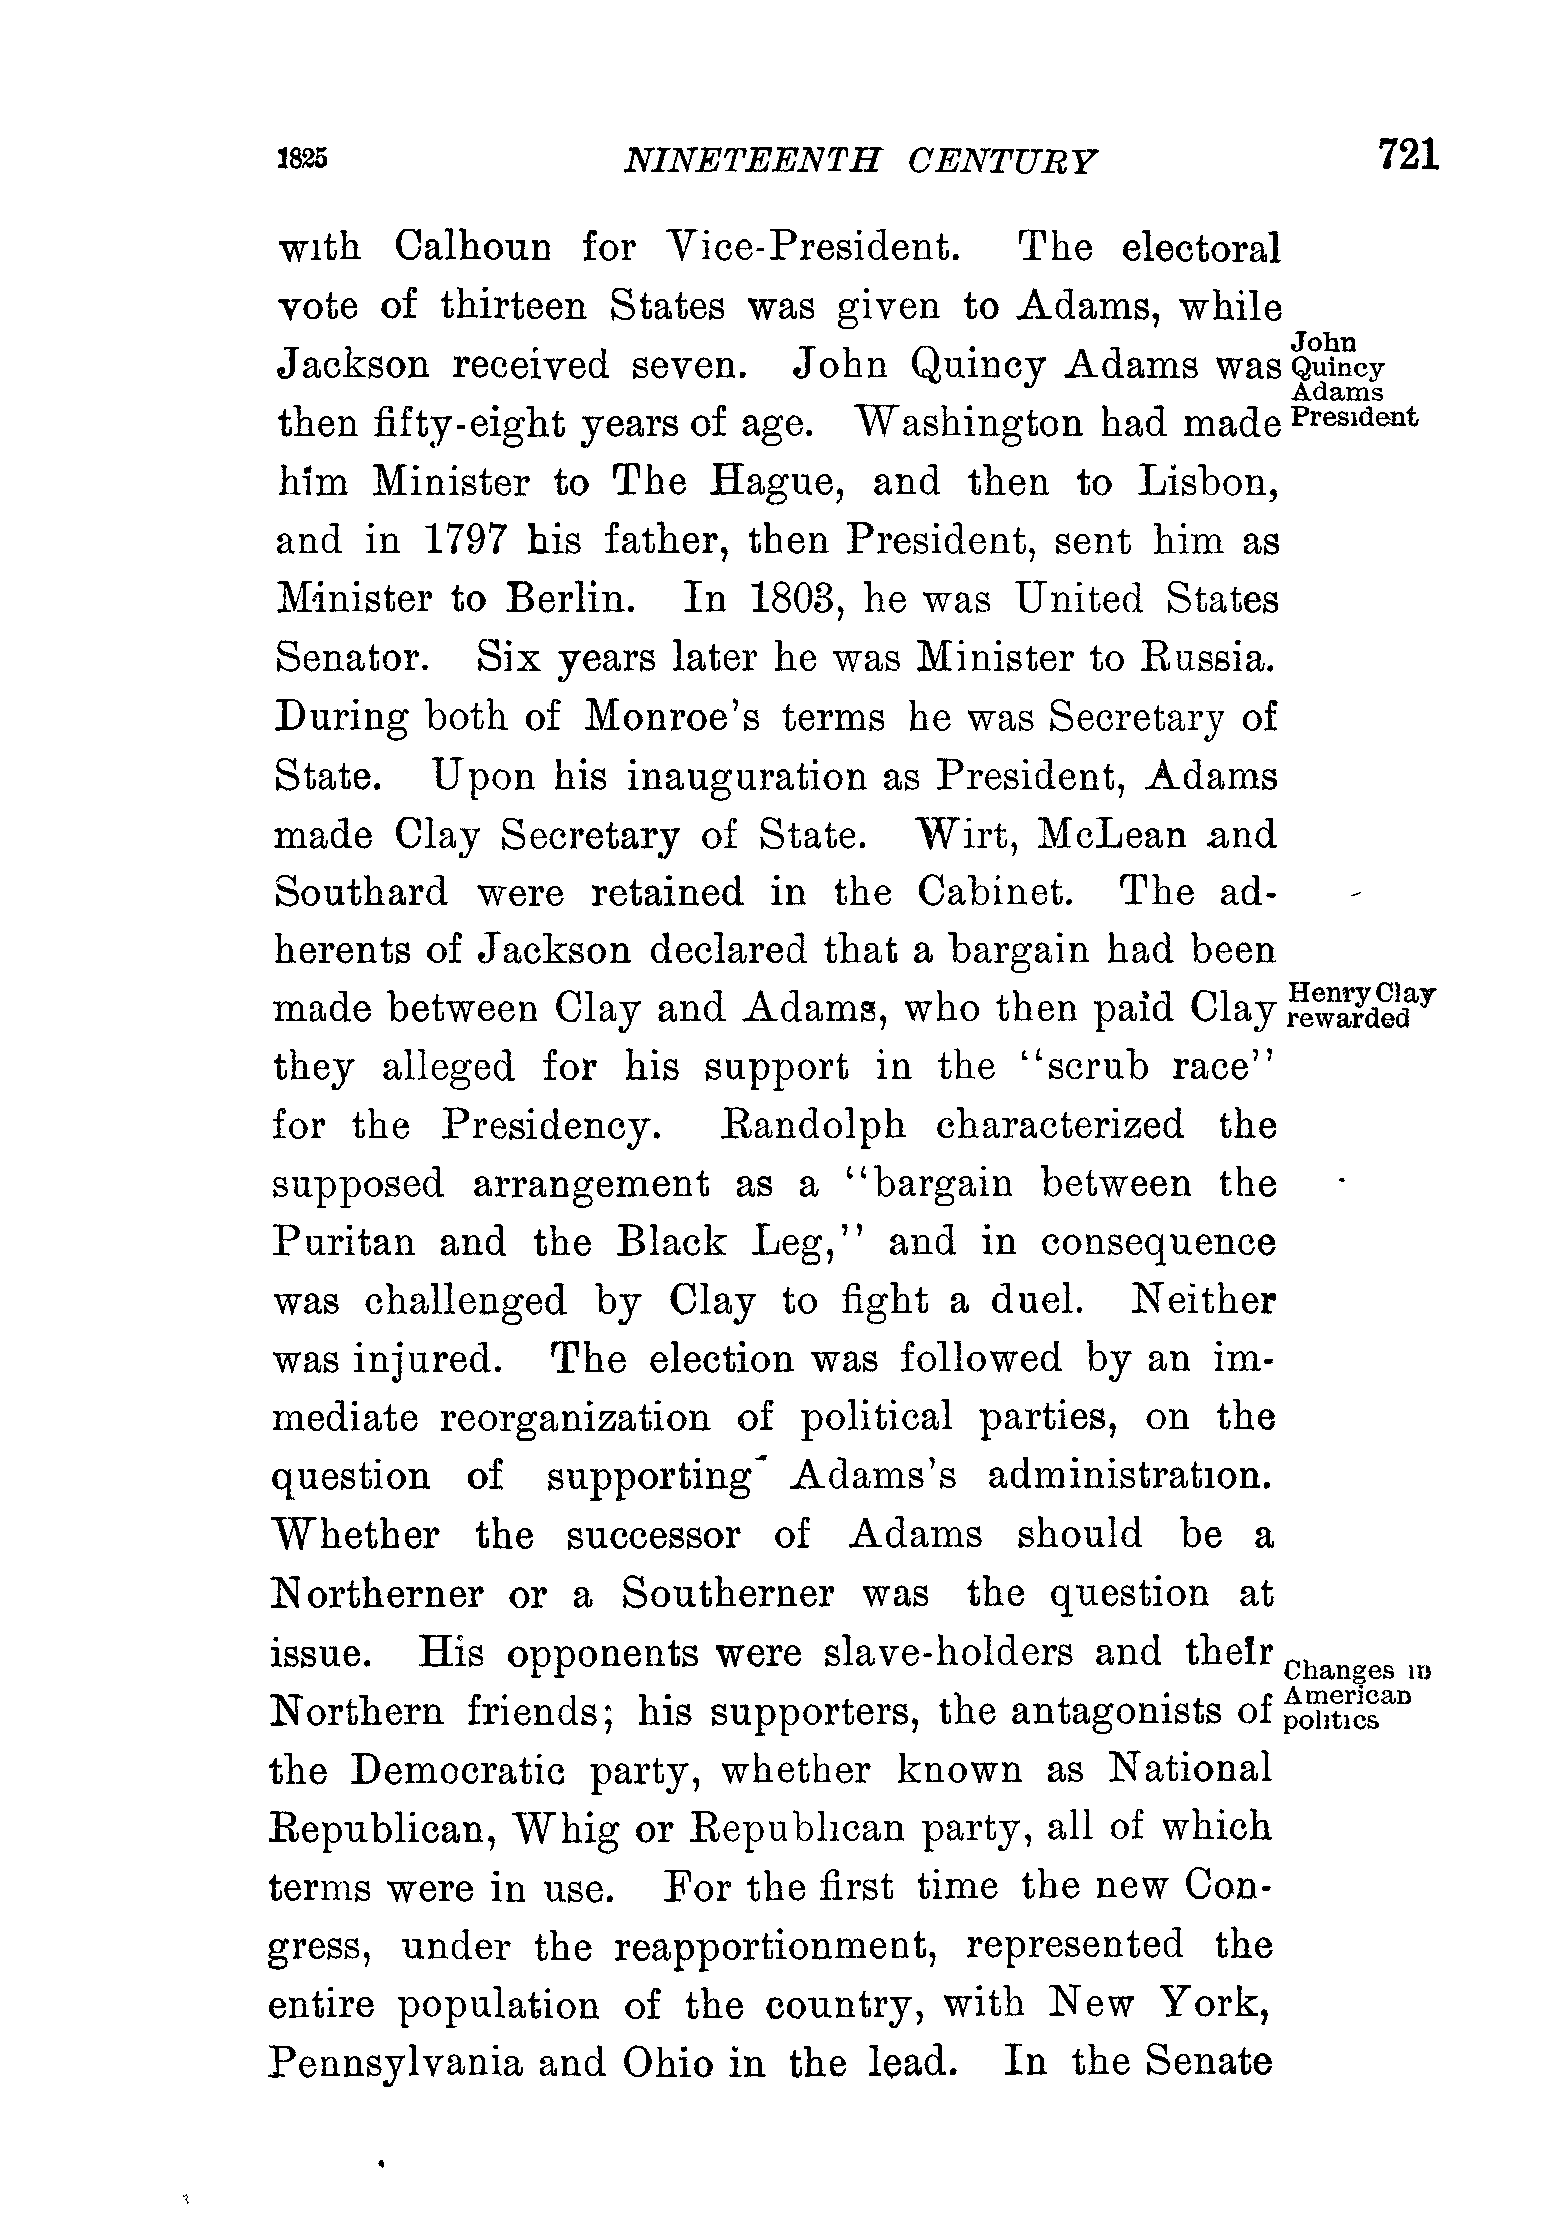 1825 NINETEENTH CENTURY 721
with Calhoun for Vice-President. The electoral
vote of thirteen States was given to Adams, while
Jackson received seven. John Quincy Adams was
John
Quincy
Adams
President
then fifty-eight years of age. Washington had made
him Minister to The Hague, and then to Lisbon,
and in 1797 his father, then President, sent him as
Minister to Berlin. In 1803, he was United States
Senator. Six years later he was Minister to Russia.
During both of Monroe's terms he was Secretary of
State. Upon his inauguration as President, Adams
made Clay Secretary of State. Wirt, McLean and
Southard were retained in the Cabinet. The ad-
herents of Jackson declared that a bargain had been
made between Clay and Adams, who then paid Clay
Henry Clay
rewarded
they alleged for his support in the "scrub race"
for the Presidency. Randolph characterized the
supposed arrangement as a "bargain between the
Puritan and the Black Leg," and in consequence
was challenged by Clay to fight a duel. Neither
was injured. The election was followed by an im-
mediate reorganization of political parties, on the
question of supporting Adams's administration.
Whether the successor of Adams should be a
Northerner or a Southerner was the question at
issue. His opponents were slave-holders and their
Changes in
American
politics
Northern friends; his supporters, the antagonists of
the Democratic party, whether known as National
Republican, Whig or Republican party, all of which
terms were in use. For the first time the new Con-
gress, under the reapportionment, represented the
entire population of the country, with New York,
Pennsylvania and Ohio in the lead. In the Senate